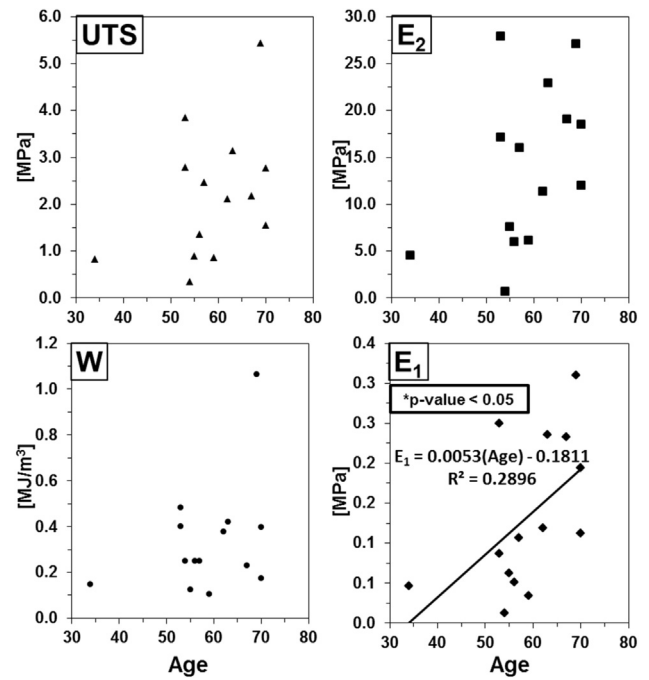 UTS
6.0
5.0
4.0
3.0
2.0
1.0
0.0
[MPa]
30 40 50 60 70 80
E2
30.0
25.0
20.0
15.0
10.0
5.0
0.0
[MPa]
30 40 50 60 70 80
W
1.2
1.0
0.8
0.6
0.4
0.2
0.0
[MJ/m³]
30 40 50 60 70 80
Age
E1
0.4
0.3
0.3
0.2
0.2
0.1
0.1
0.0
[MPa]
*p-value < 0.05
E1 = 0.0053(Age) - 0.1811
R² = 0.2896
30 40 50 60 70 80
Age